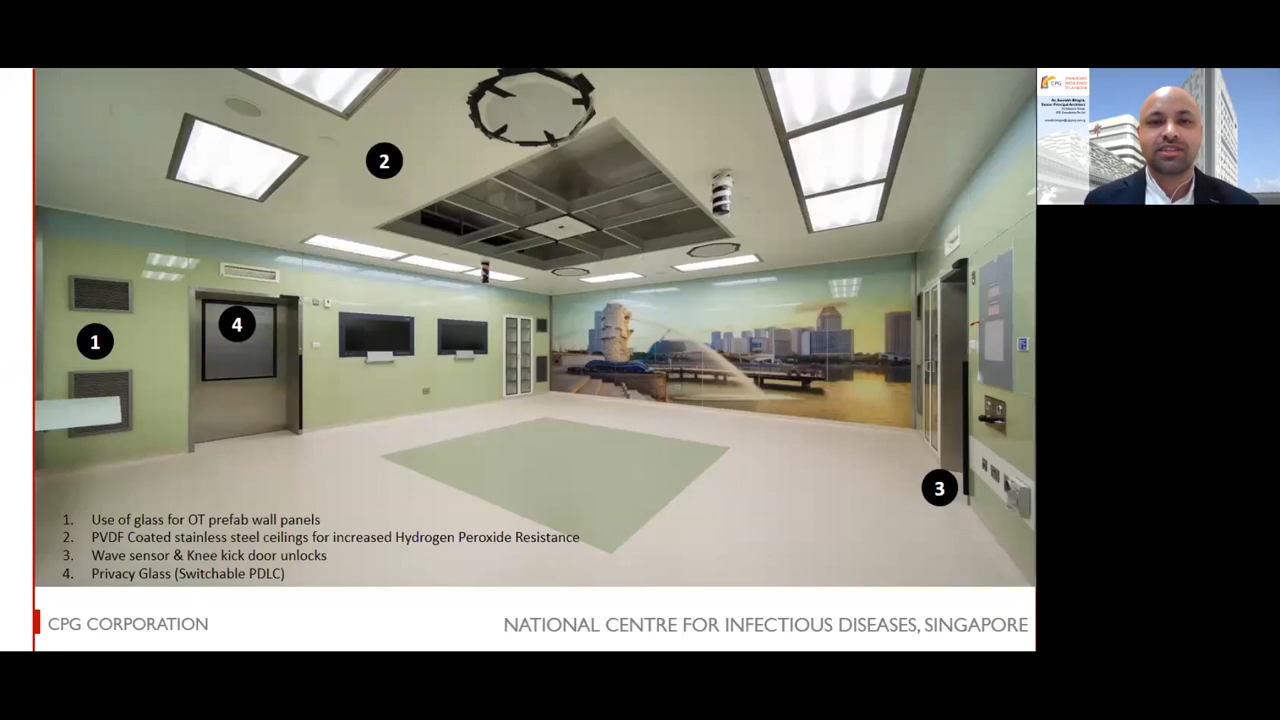 2
4
1
3
1. Use of glass for OT prefab wall panels
2. PVDF Coated stainless steel ceilings for increased Hydrogen Peroxide Resistance
3. Wave sensor & Knee kick door unlocks
4. Privacy Glass (Switchable PDLC)
CPG CORPORATION
NATIONAL CENTRE FOR INFECTIOUS DISEASES, SINGAPORE
CPG